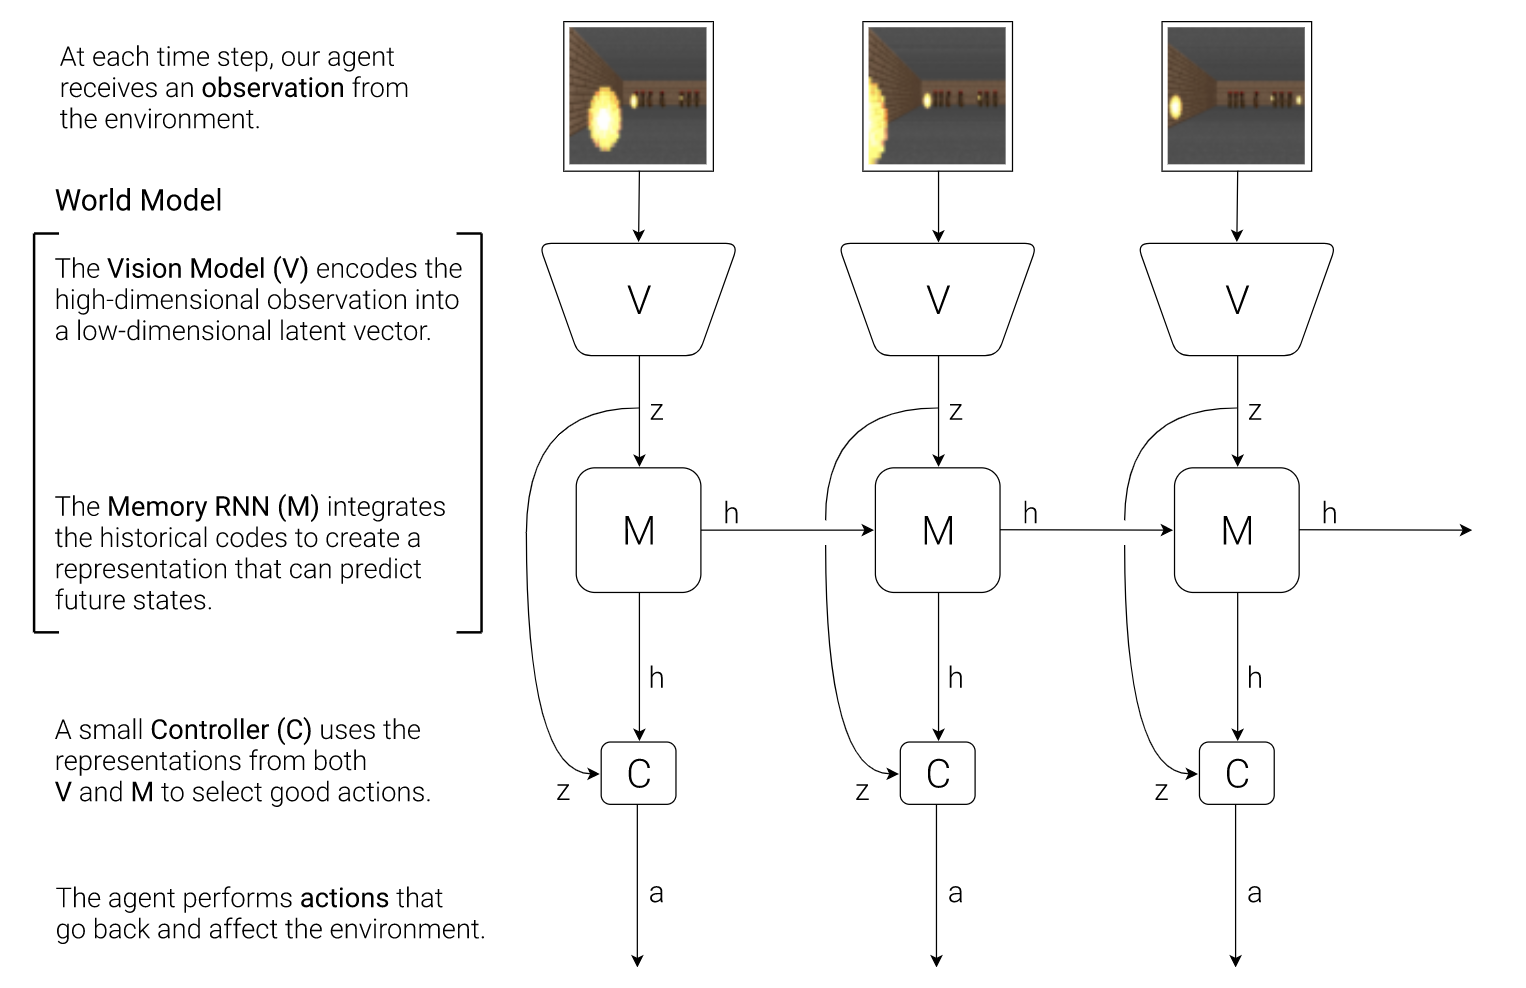 At each time step, our agent
receives an observation from
the environment.
World Model
The Vision Model (V) encodes the
high-dimensional observation into
a low-dimensional latent vector.
The Memory RNN (M) integrates
the historical codes to create a
representation that can predict
future states.
A small Controller (C) uses the
representations from both
V and M to select good actions.
The agent performs actions that
go back and affect the environment.
V
V
V
z
z
z
M
h
M
h
M
h
h
h
h
C
C
C
z
z
z
a
a
a